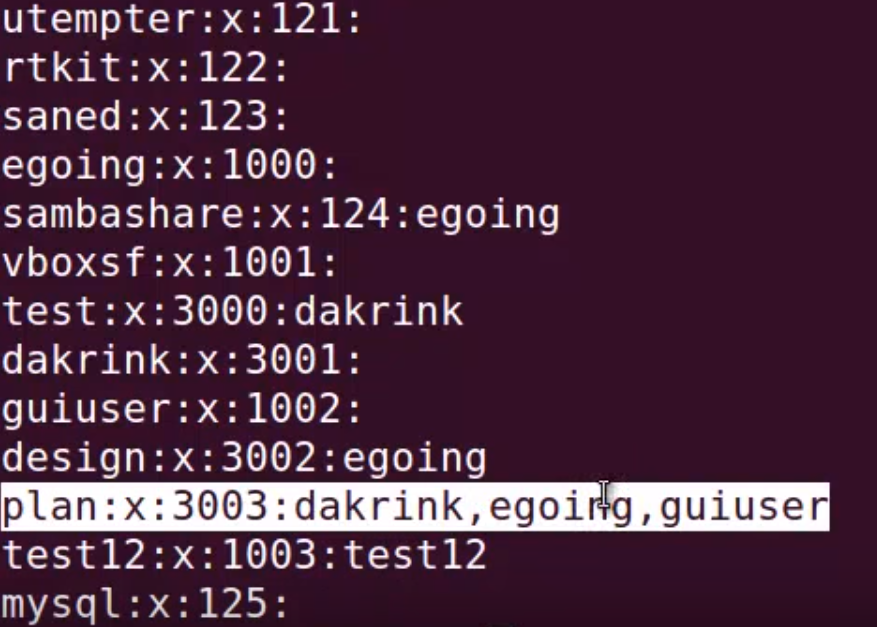 utempter:x:121:
rtkit:x:122:
saned:x:123:
egoing:x:1000:
sambashare:x:124:egoing
vboxsf:x:1001:
test:x:3000:dakrink
dakrink:x:3001:
guiuser:x:1002:
design:x:3002:egoing
plan:x:3003:dakrink,egoing,guiuser
test12:x:1003:test12
mysql:x:125: